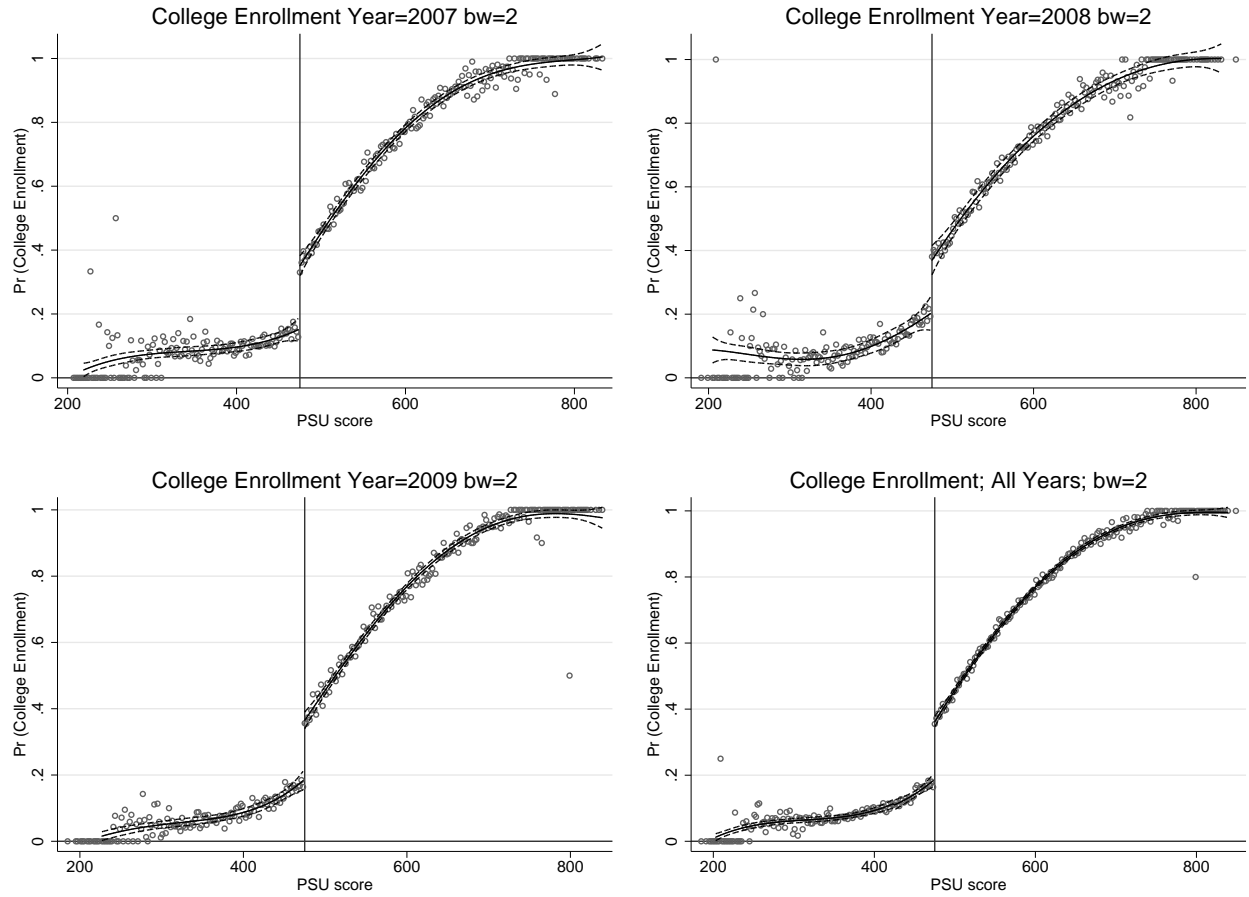 College Enrollment Year=2007 bw=2
Pr (College Enrollment)
0 .2 .4 .6 .8 1
200 400 600 800
PSU score
College Enrollment Year=2008 bw=2
Pr (College Enrollment)
0 .2 .4 .6 .8 1
200 400 600 800
PSU score
College Enrollment Year=2009 bw=2
Pr (College Enrollment)
0 .2 .4 .6 .8 1
200 400 600 800
PSU score
College Enrollment; All Years; bw=2
Pr (College Enrollment)
0 .2 .4 .6 .8 1
200 400 600 800
PSU score